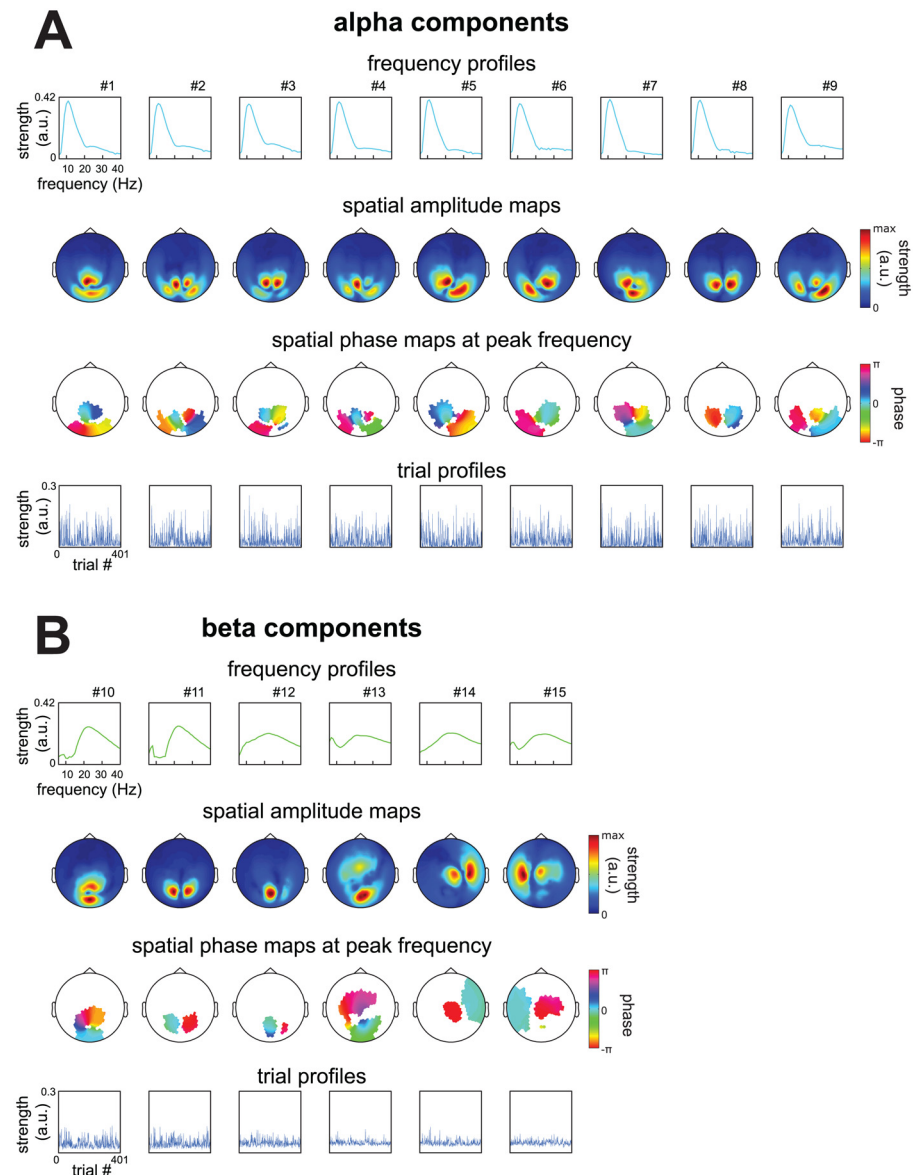 A
alpha components
frequency profiles
#1 #2 #3 #4 #5 #6 #7 #8 #9
0.42
strength
(a.u.)
0
10 20 30 40
frequency (Hz)
spatial amplitude maps
max
strength
(a.u.)
0
spatial phase maps at peak frequency
π
phase
0
-π
trial profiles
0.3
strength
(a.u.)
0 401
trial #
B
beta components
frequency profiles
#10 #11 #12 #13 #14 #15
0.42
strength
(a.u.)
0
10 20 30 40
frequency (Hz)
spatial amplitude maps
max
strength
(a.u.)
0
spatial phase maps at peak frequency
π
phase
0
-π
trial profiles
0.3
strength
(a.u.)
0 401
trial #